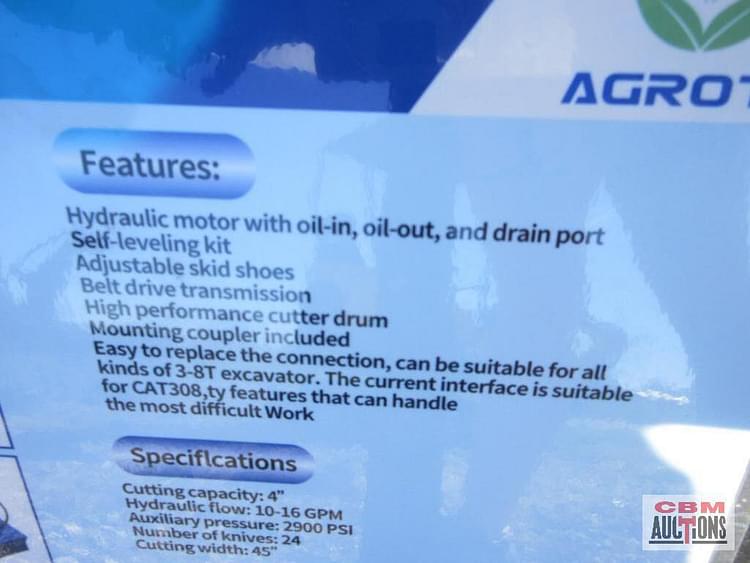 AGROT
Features:
Hydraulic motor with oil-in, oil-out, and drain port
Self-leveling kit
Adjustable skid shoes
Belt drive transmission
High performance cutter drum
Mounting coupler included
Easy to replace the connection, can be suitable for all
kinds of 3-8T excavator. The current interface is suitable
for CAT308,ty features that can handle
the most difficult Work
Speciflcations
Cutting capacity: 4"
Hydraulic flow: 10-16 GPM
Auxiliary pressure: 2900 PSI
Number of knives: 24
Cutting width: 45"
CBM
AUCTIONS